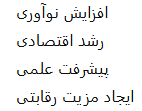 افزایش نوآوری
رشد اقتصادی
پیشرفت علمی
ایجاد مزیت رقابتی